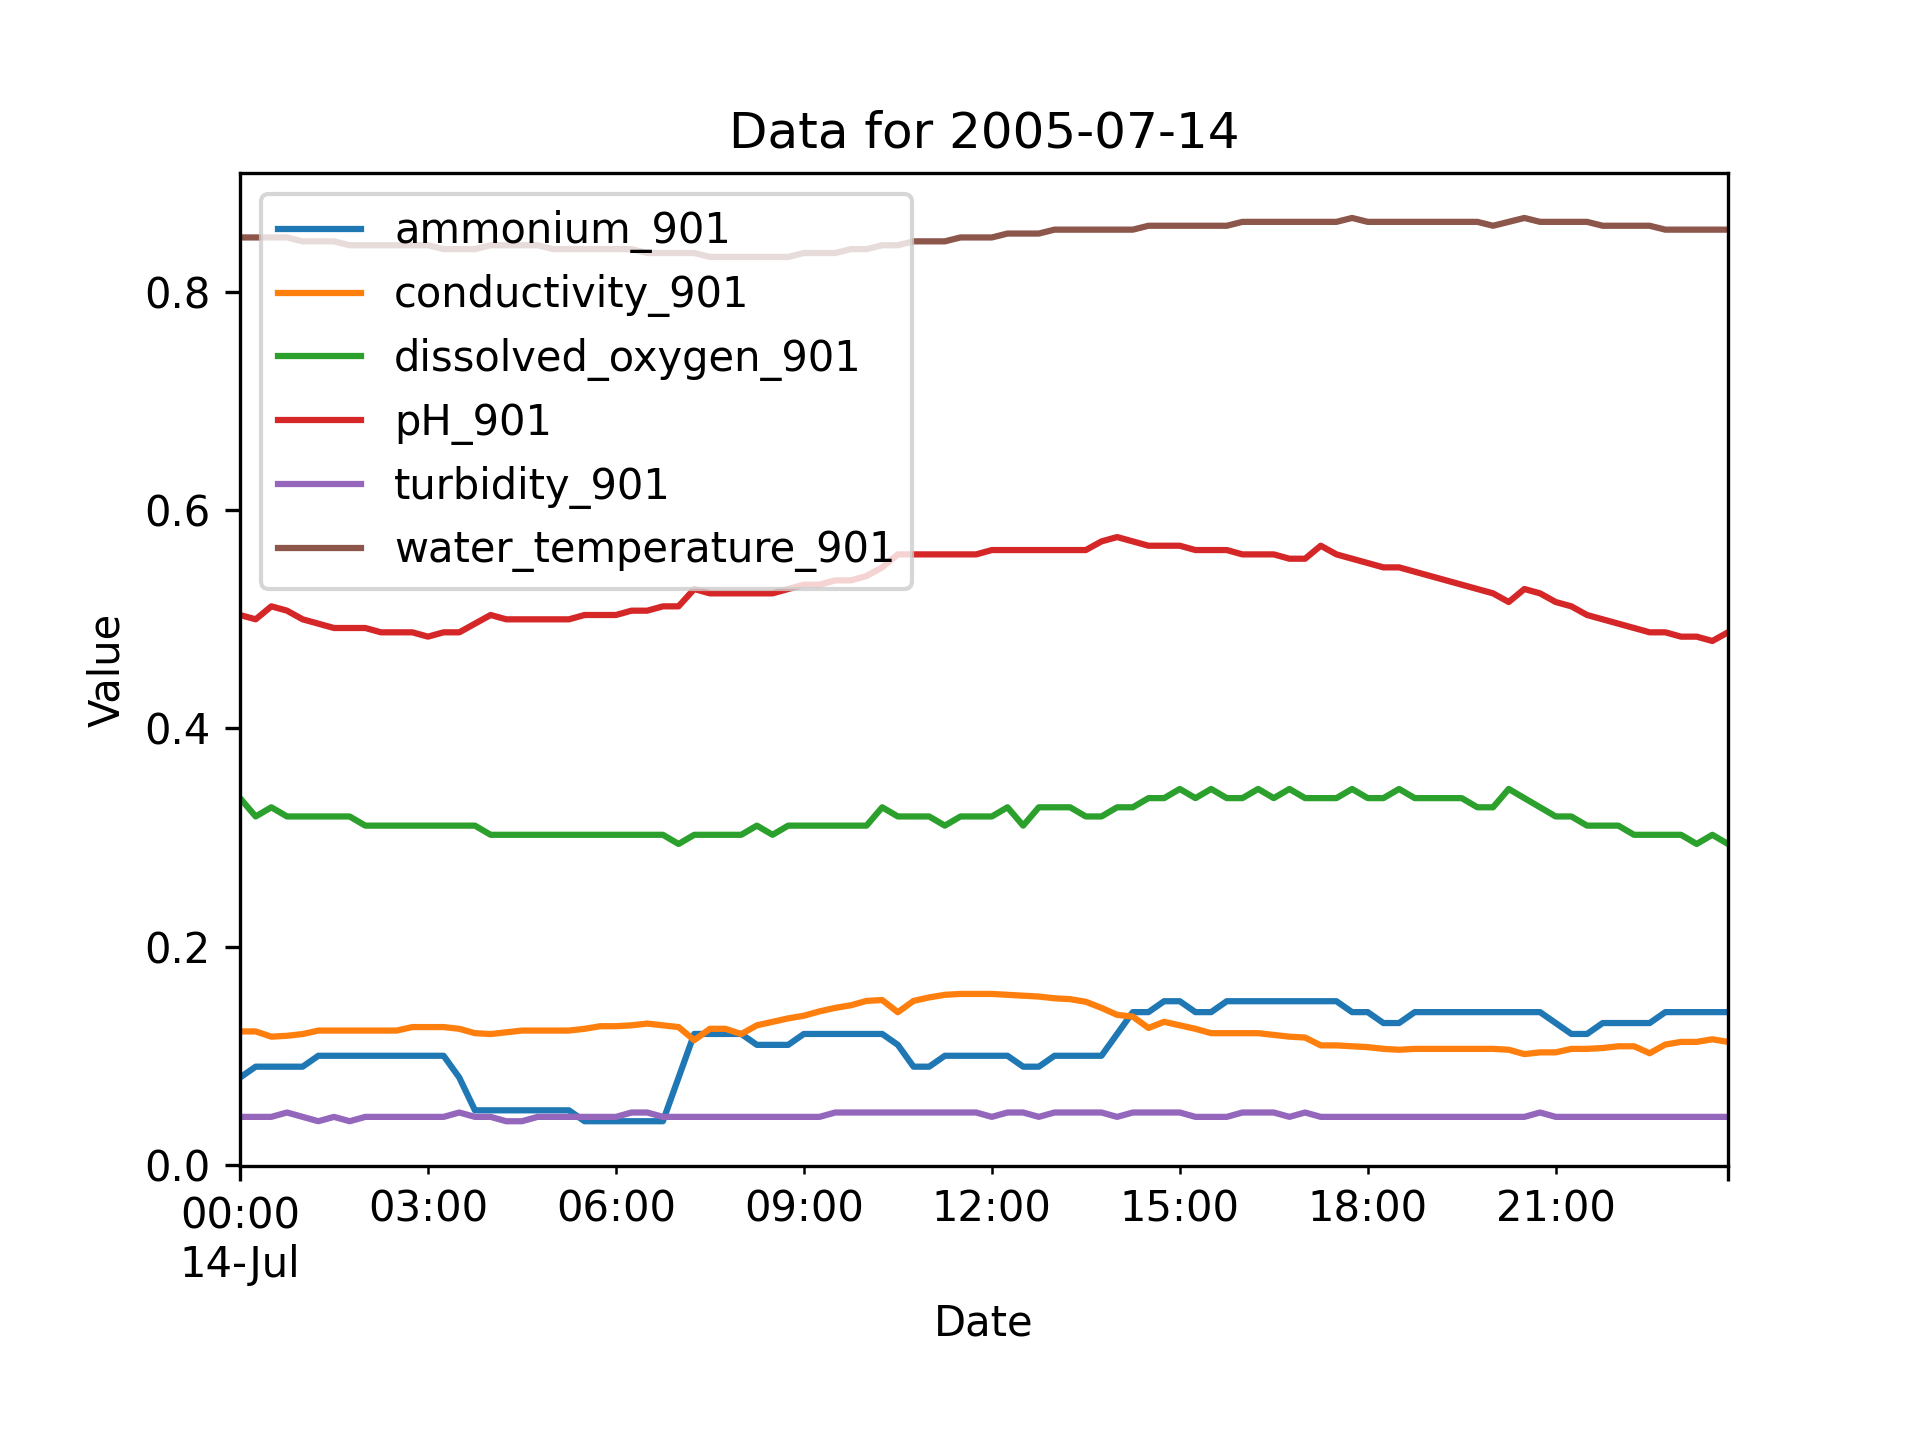 Data for 2005-07-14
ammonium_901
conductivity_901
dissolved_oxygen_901
pH_901
turbidity_901
water_temperature_901
Value
0.8
0.6
0.4
0.2
0.0
00:00 03:00 06:00 09:00 12:00 15:00 18:00 21:00
14-Jul
Date